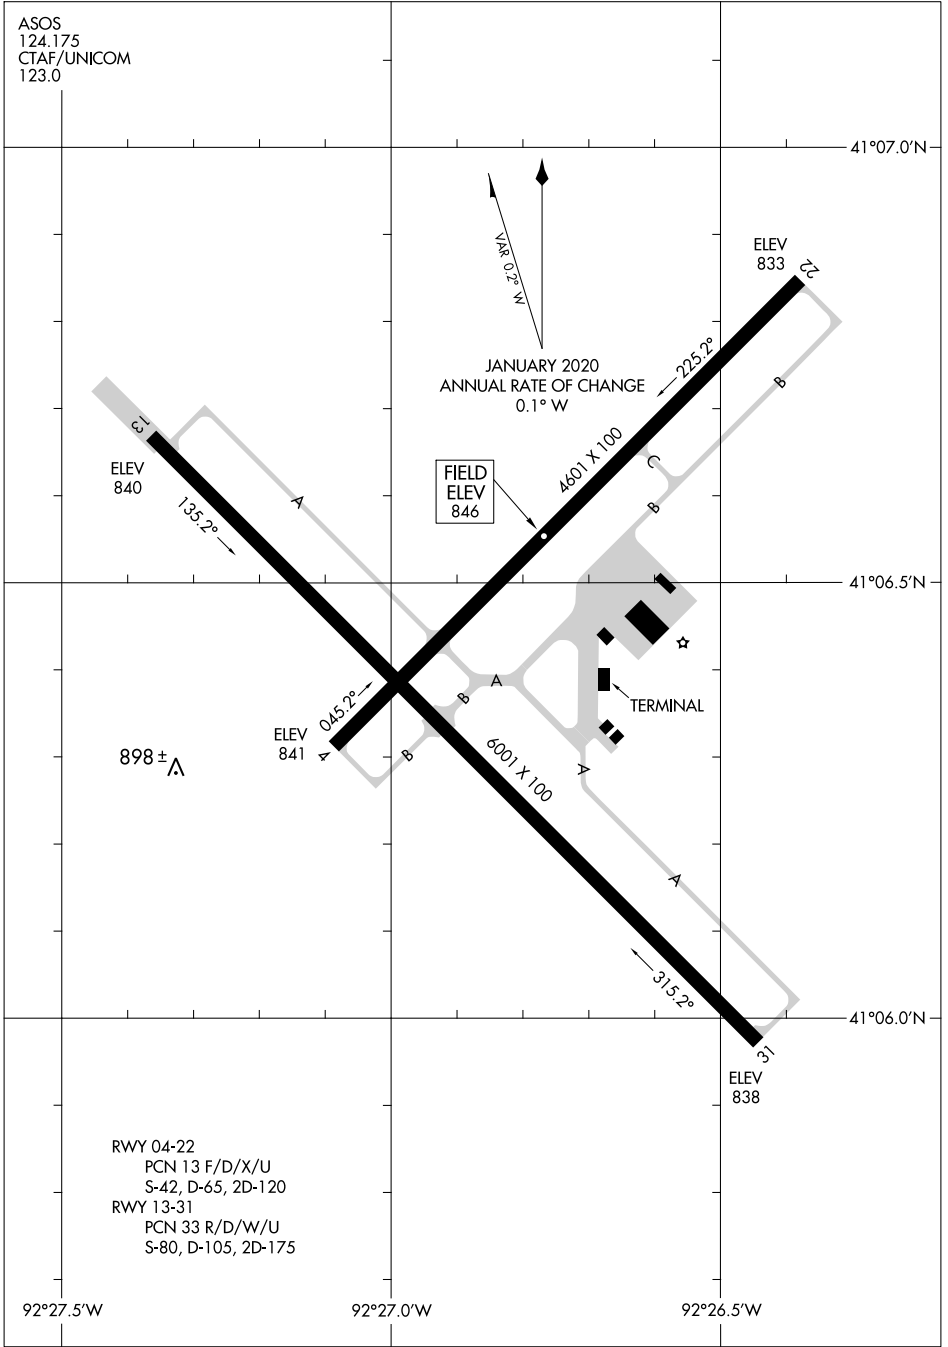 ASOS
124.175
CTAF/UNICOM
123.0
41°07.0'N
VAR 0.2° W
JANUARY 2020
ANNUAL RATE OF CHANGE
0.1° W
ELEV
833
22
225.2°
B
4601 X 100
C
B
FIELD
ELEV
846
13
ELEV
840
135.2°
A
41°06.5'N
045.2°
ELEV
841
4
B
B
A
TERMINAL
898 ±
6001 X 100
A
A
315.2°
41°06.0'N
31
ELEV
838
RWY 04-22
PCN 13 F/D/X/U
S-42, D-65, 2D-120
RWY 13-31
PCN 33 R/D/W/U
S-80, D-105, 2D-175
92°27.5'W
92°27.0'W
92°26.5'W